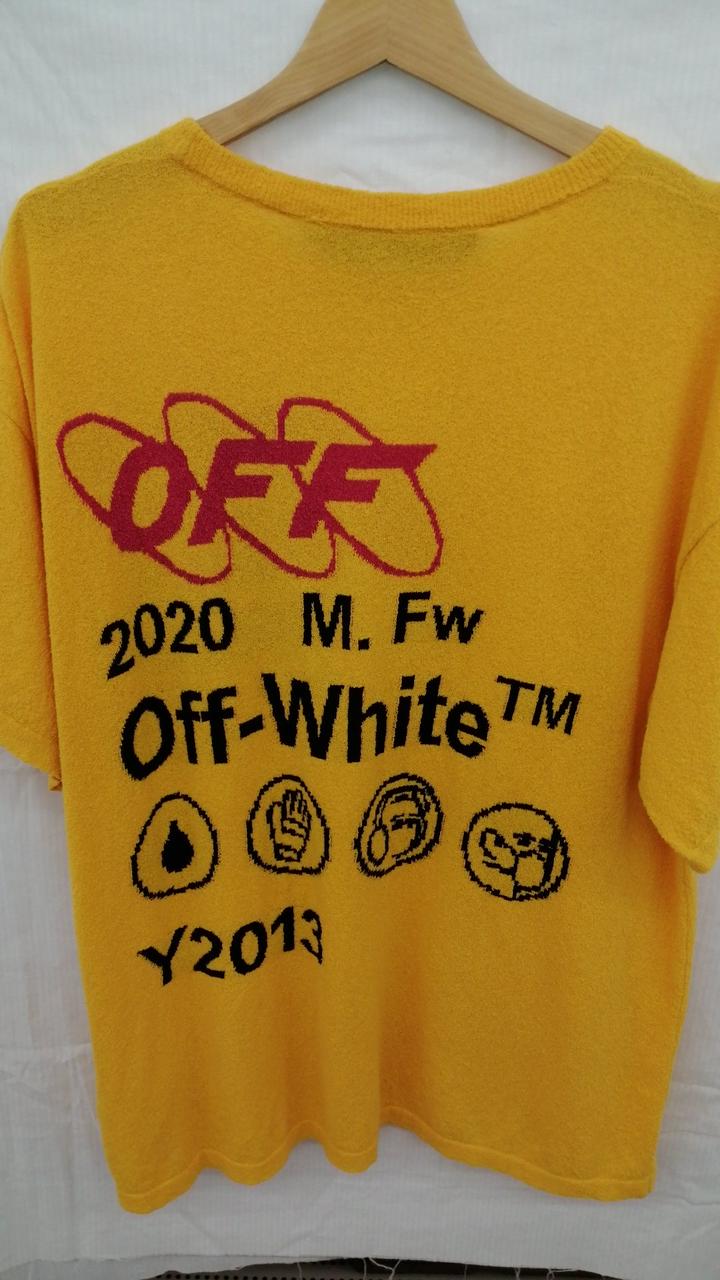 OFF
2020 M. Fw
Off-White™
Y2013